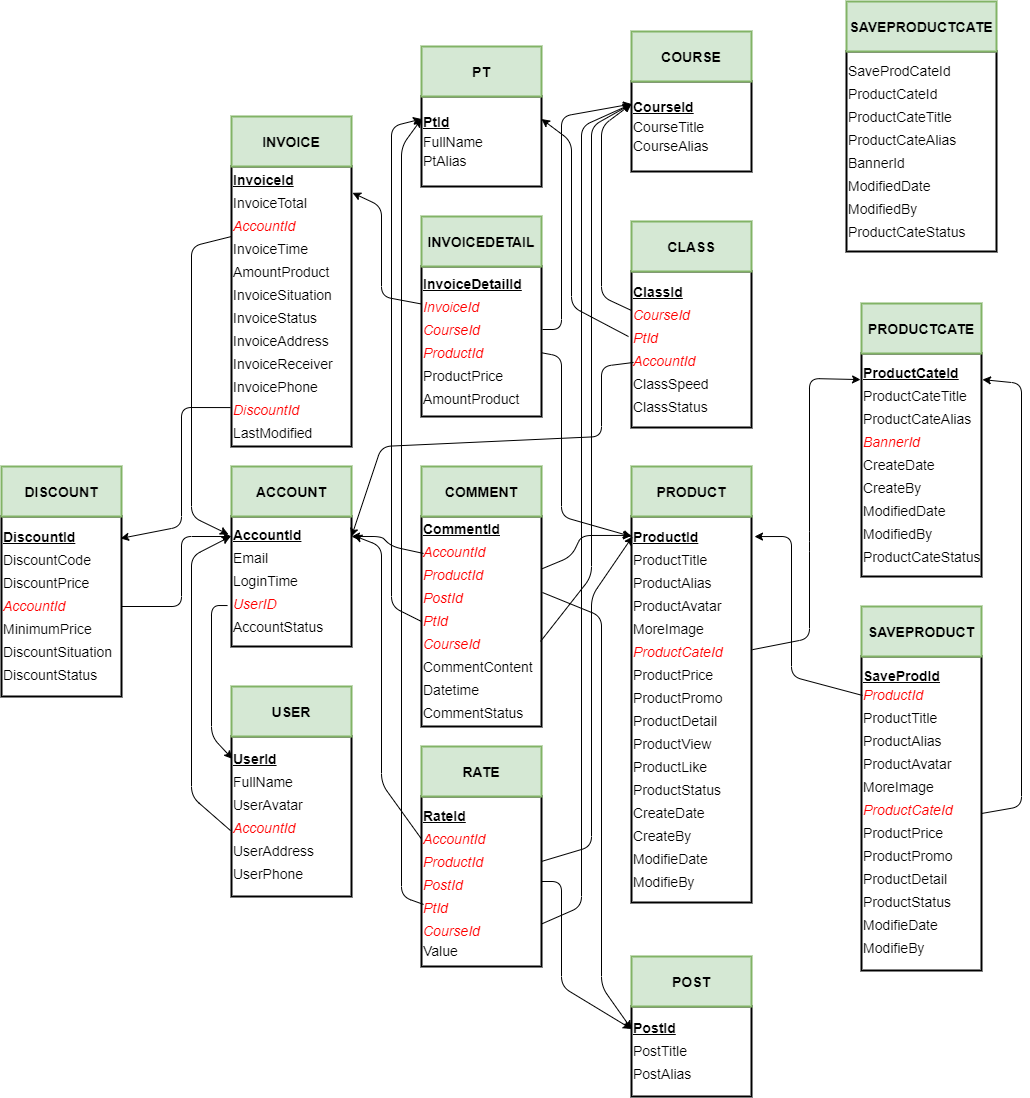 SAVEPRODUCTCATE
SaveProdCateId
ProductCateId
ProductCateTitle
ProductCateAlias
BannerId
ModifiedDate
ModifiedBy
ProductCateStatus
COURSE
CourseId
CourseTitle
CourseAlias
PT
PtId
FullName
PtAlias
INVOICE
InvoiceId
InvoiceTotal
AccountId
InvoiceTime
AmountProduct
InvoiceSituation
InvoiceStatus
InvoiceAddress
InvoiceReceiver
InvoicePhone
DiscountId
LastModified
INVOICEDETAIL
InvoiceDetailId
InvoiceId
CourseId
ProductId
ProductPrice
AmountProduct
CLASS
ClassId
CourseId
PtId
AccountId
ClassSpeed
ClassStatus
PRODUCTCATE
ProductCateId
ProductCateTitle
ProductCateAlias
BannerId
CreateDate
CreateBy
ModifiedDate
ModifiedBy
ProductCateStatus
DISCOUNT
DiscountId
DiscountCode
DiscountPrice
AccountId
MinimumPrice
DiscountSituation
DiscountStatus
ACCOUNT
AccountId
Email
LoginTime
UserID
AccountStatus
COMMENT
CommentId
AccountId
ProductId
PostId
PtId
CourseId
CommentContent
Datetime
CommentStatus
PRODUCT
ProductId
ProductTitle
ProductAlias
ProductAvatar
MoreImage
ProductCateId
ProductPrice
ProductPromo
ProductDetail
ProductView
ProductLike
ProductStatus
CreateDate
CreateBy
ModifieDate
ModifieBy
SAVEPRODUCT
SaveProdId
ProductId
ProductTitle
ProductAlias
ProductAvatar
MoreImage
ProductCateId
ProductPrice
ProductPromo
ProductDetail
ProductStatus
ModifieDate
ModifieBy
USER
UserId
FullName
UserAvatar
AccountId
UserAddress
UserPhone
RATE
RateId
AccountId
ProductId
PostId
PtId
CourseId
Value
POST
PostId
PostTitle
PostAlias